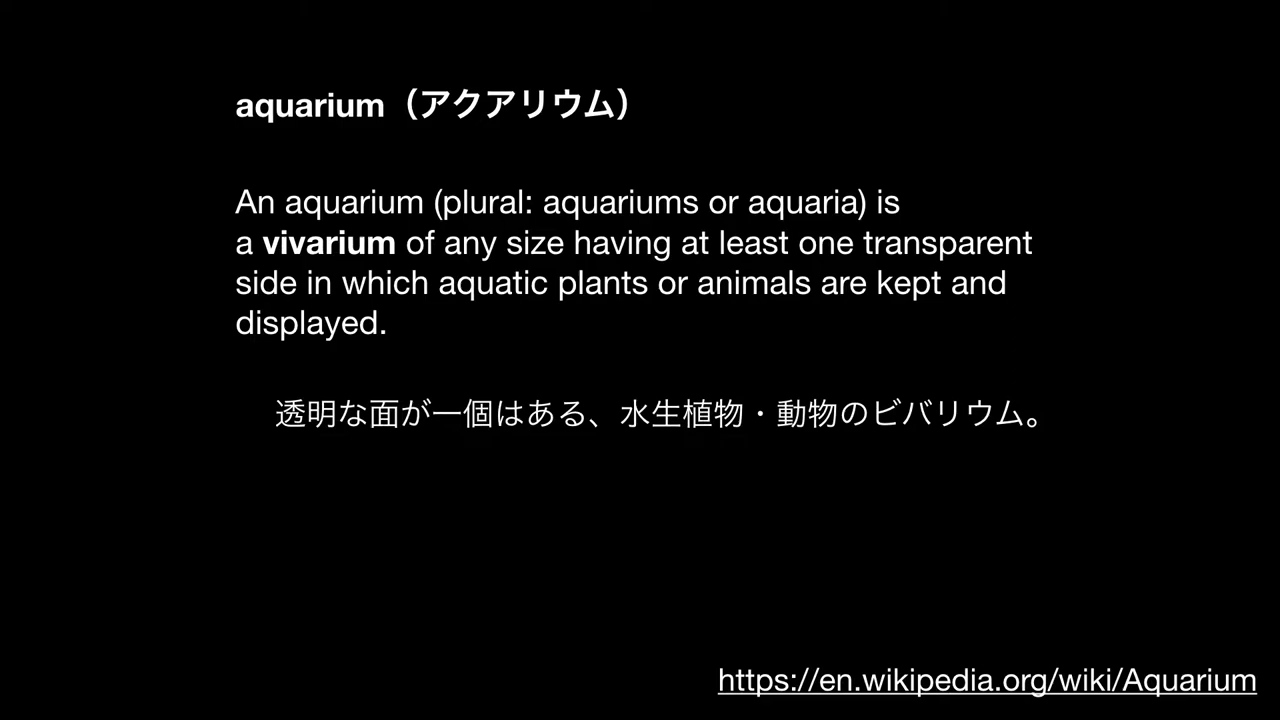 aquarium（アクアリウム）
An aquarium (plural: aquariums or aquaria) is
a vivarium of any size having at least one transparent
side in which aquatic plants or animals are kept and
displayed.
透明な面が一個はある、水生植物・動物のビバリウム。
https://en.wikipedia.org/wiki/Aquarium